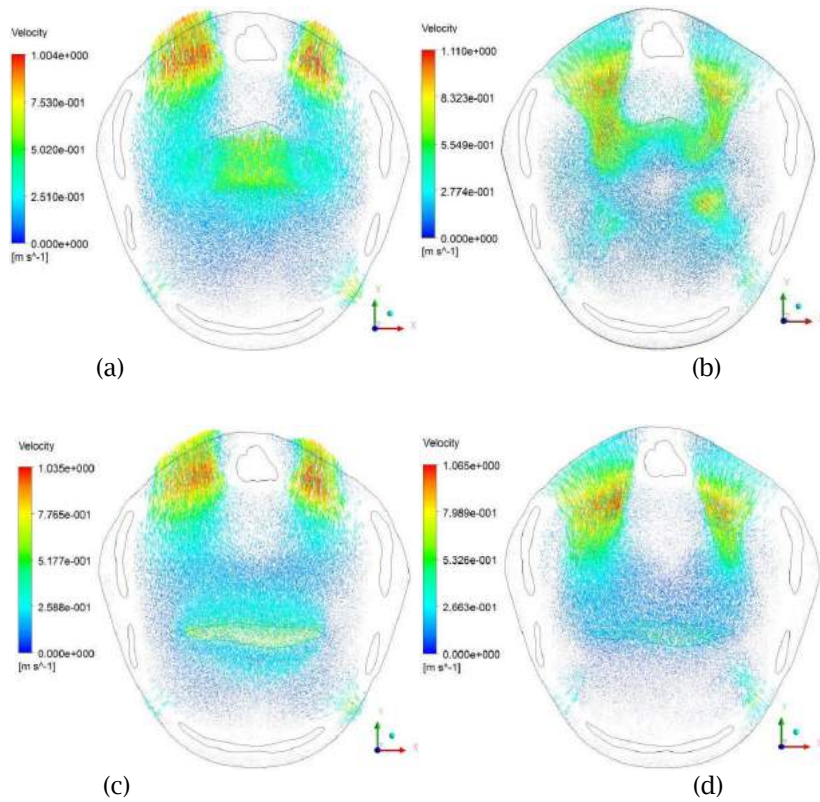 Velocity
1.004e+000
7.530e-001
5.020e-001
2.510e-001
0.000e+000
[m s^-1]
Y
X
(a)
Velocity
1.110e+000
8.323e-001
5.549e-001
2.774e-001
0.000e+000
[m s^-1]
Y
(b)
Velocity
1.035e+000
7.765e-001
5.177e-001
2.588e-001
0.000e+000
[m s^-1]
Y
X
(c)
Velocity
1.065e+000
7.989e-001
5.326e-001
2.663e-001
0.000e+000
[m s^-1]
Y
X
(d)